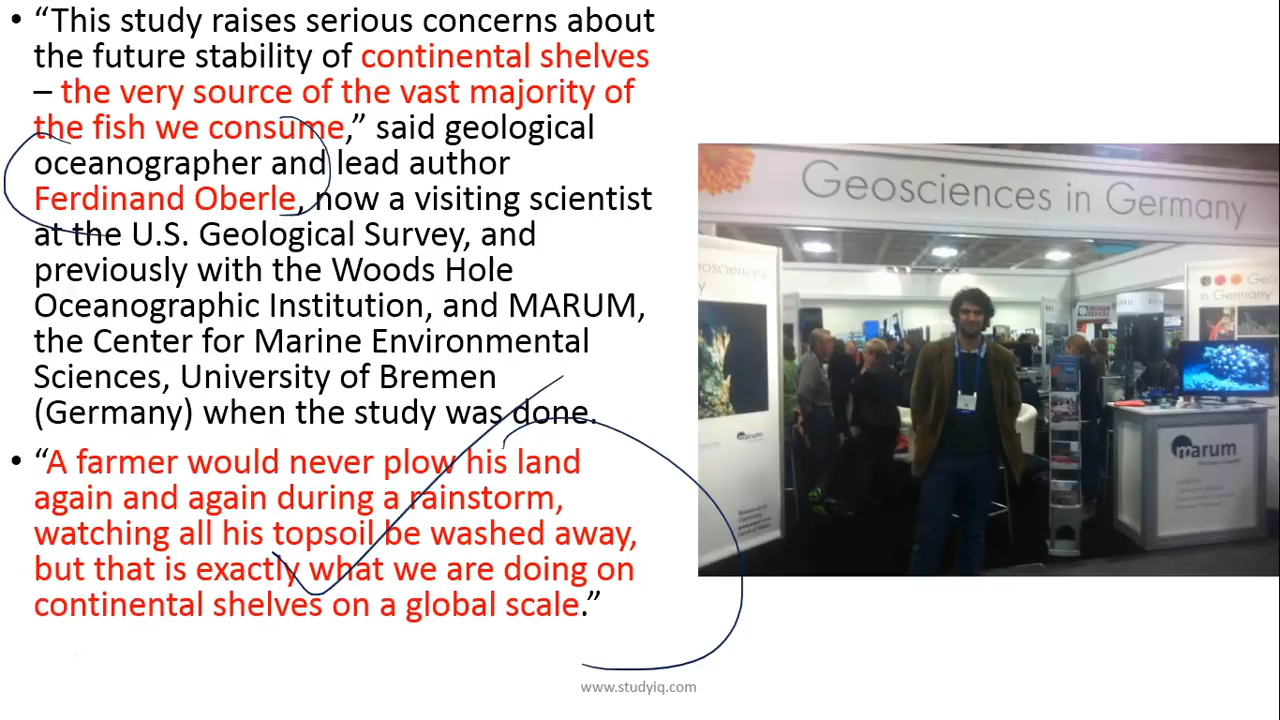 • “This study raises serious concerns about
the future stability of continental shelves
– the very source of the vast majority of
the fish we consume,” said geological
oceanographer and lead author
Ferdinand Oberle, now a visiting scientist
at the U.S. Geological Survey, and
previously with the Woods Hole
Oceanographic Institution, and MARUM,
the Center for Marine Environmental
Sciences, University of Bremen
(Germany) when the study was done.
• “A farmer would never plow his land
again and again during a rainstorm,
watching all his topsoil be washed away,
but that is exactly what we are doing on
continental shelves on a global scale.”
Geosciences in Germany
marum
marum
www.studyiq.com